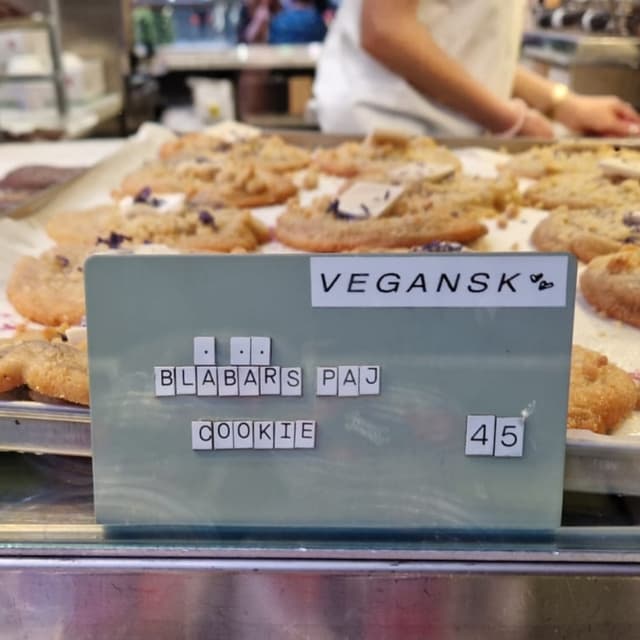 VEGANSK
BLÅBÄRS PAJ
COOKIE
45